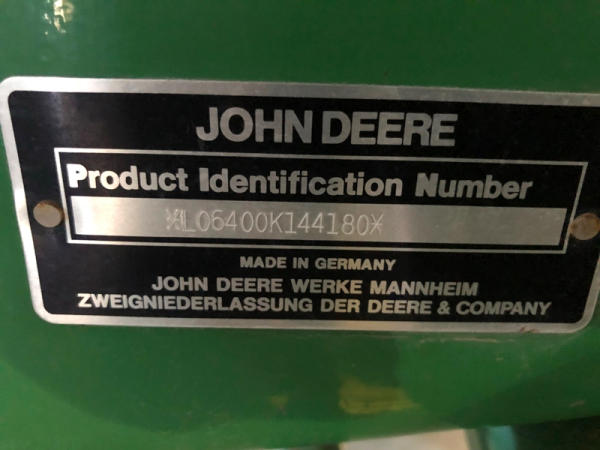 JOHN DEERE
Product Identification Number
*L06400K144180*
MADE IN GERMANY
JOHN DEERE WERKE MANNHEIM
ZWEIGNIEDERLASSUNG DER DEERE & COMPANY